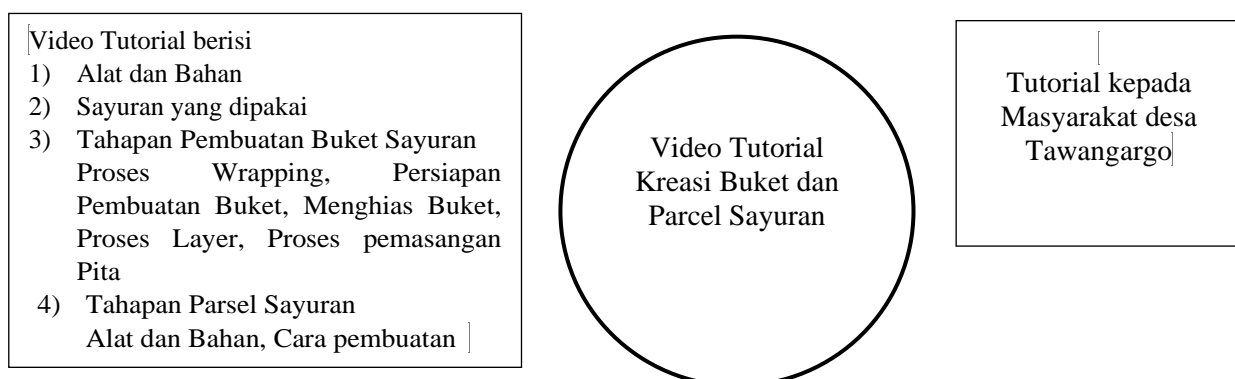 Video Tutorial berisi
1) Alat dan Bahan
2) Sayuran yang dipakai
3) Tahapan Pembuatan Buket Sayuran
Proses Wrapping, Persiapan
Pembuatan Buket, Menghias Buket,
Proses Layer, Proses pemasangan
Pita
4) Tahapan Parsel Sayuran
Alat dan Bahan, Cara pembuatan
Video Tutorial
Kreasi Buket dan
Parcel Sayuran
Tutorial kepada
Masyarakat desa
Tawangargo